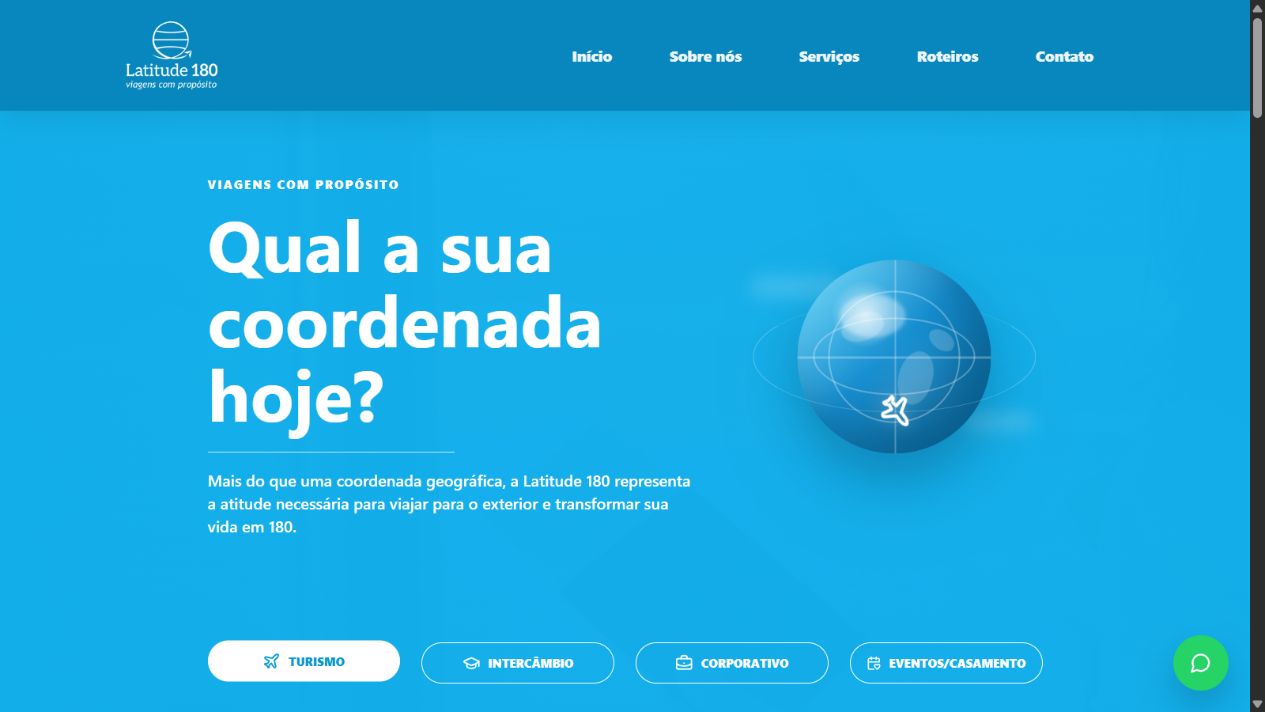 Latitude 180
viagens com propósito
Início
Sobre nós
Serviços
Roteiros
Contato
VIAGENS COM PROPÓSITO
Qual a sua
coordenada
hoje?
Mais do que uma coordenada geográfica, a Latitude 180 representa
a atitude necessária para viajar para o exterior e transformar sua
vida em 180.
TURISMO
INTERCÂMBIO
CORPORATIVO
EVENTOS/CASAMENTO